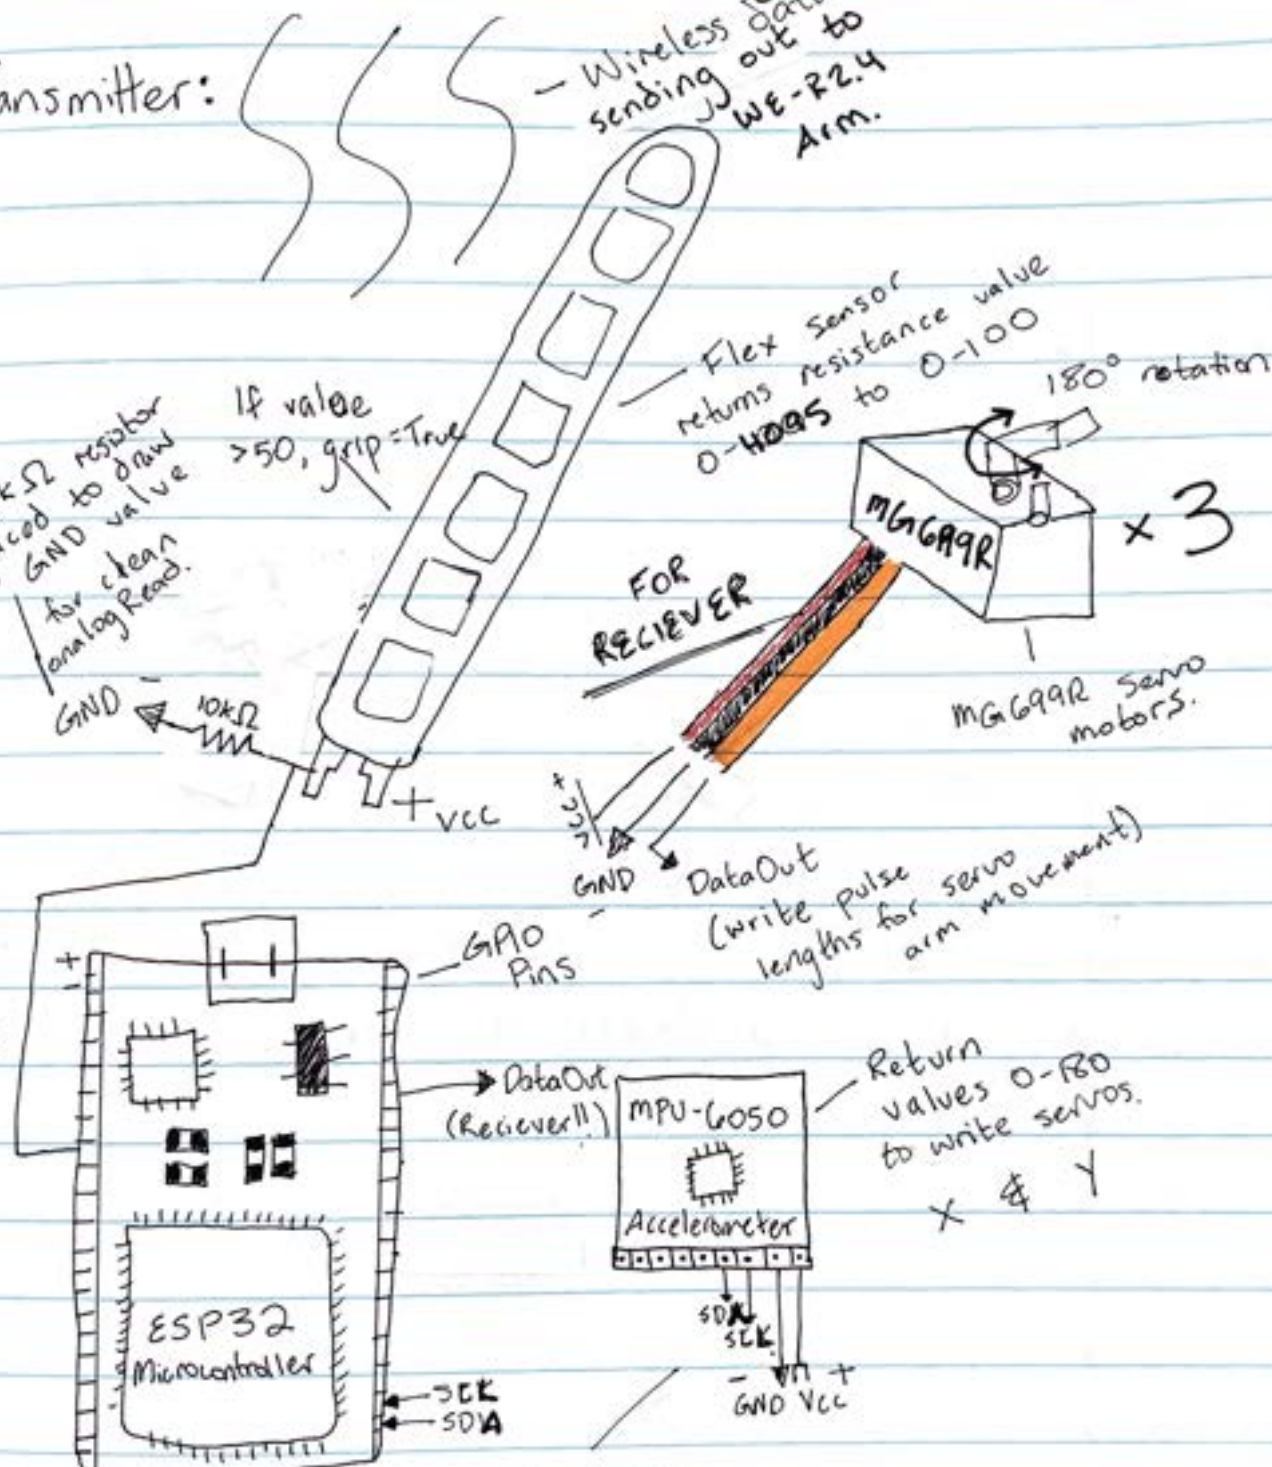 ansmitter:
- Wireless
sending out to
WE-R2.4
Arm.
Flex Sensor
returns resistance value
0-4095 to 0-100
180° rotation
If value
>50, grip=True
kΩ resistor
to draw
GND value
for clean
analogRead.
GND -
10kΩ
+ VCC
MG699R
x 3
FOR
RECIEVER
MG699R servo
motors.
+ VCC
GND
-
DataOut
(write pulse
lengths for servo
arm movement)
GPIO
Pins
+
-
DataOut
(Reciever!!)
MPU-6050
Accelerometer
Return
values 0-180
to write servos.
X & Y
SDA
SCK
- +
GND VCC
ESP32
Microcontroller
SCK
SDA